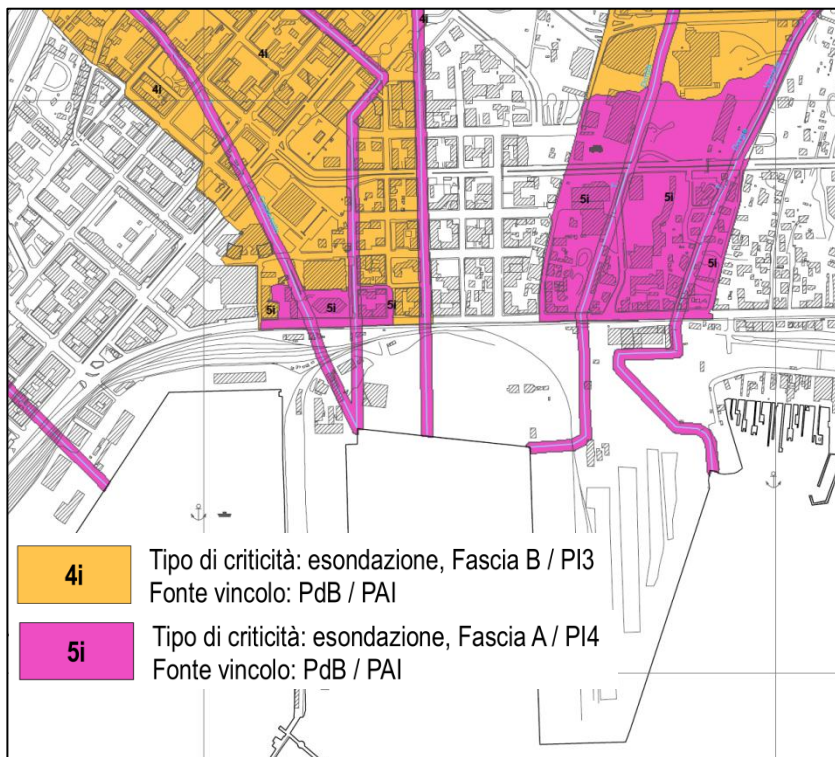 4i
4i
4i
5i
5i
5i
5i
5i
5i
4i
Tipo di criticità: esondazione, Fascia B / PI3
Fonte vincolo: PdB / PAI
5i
Tipo di criticità: esondazione, Fascia A / PI4
Fonte vincolo: PdB / PAI